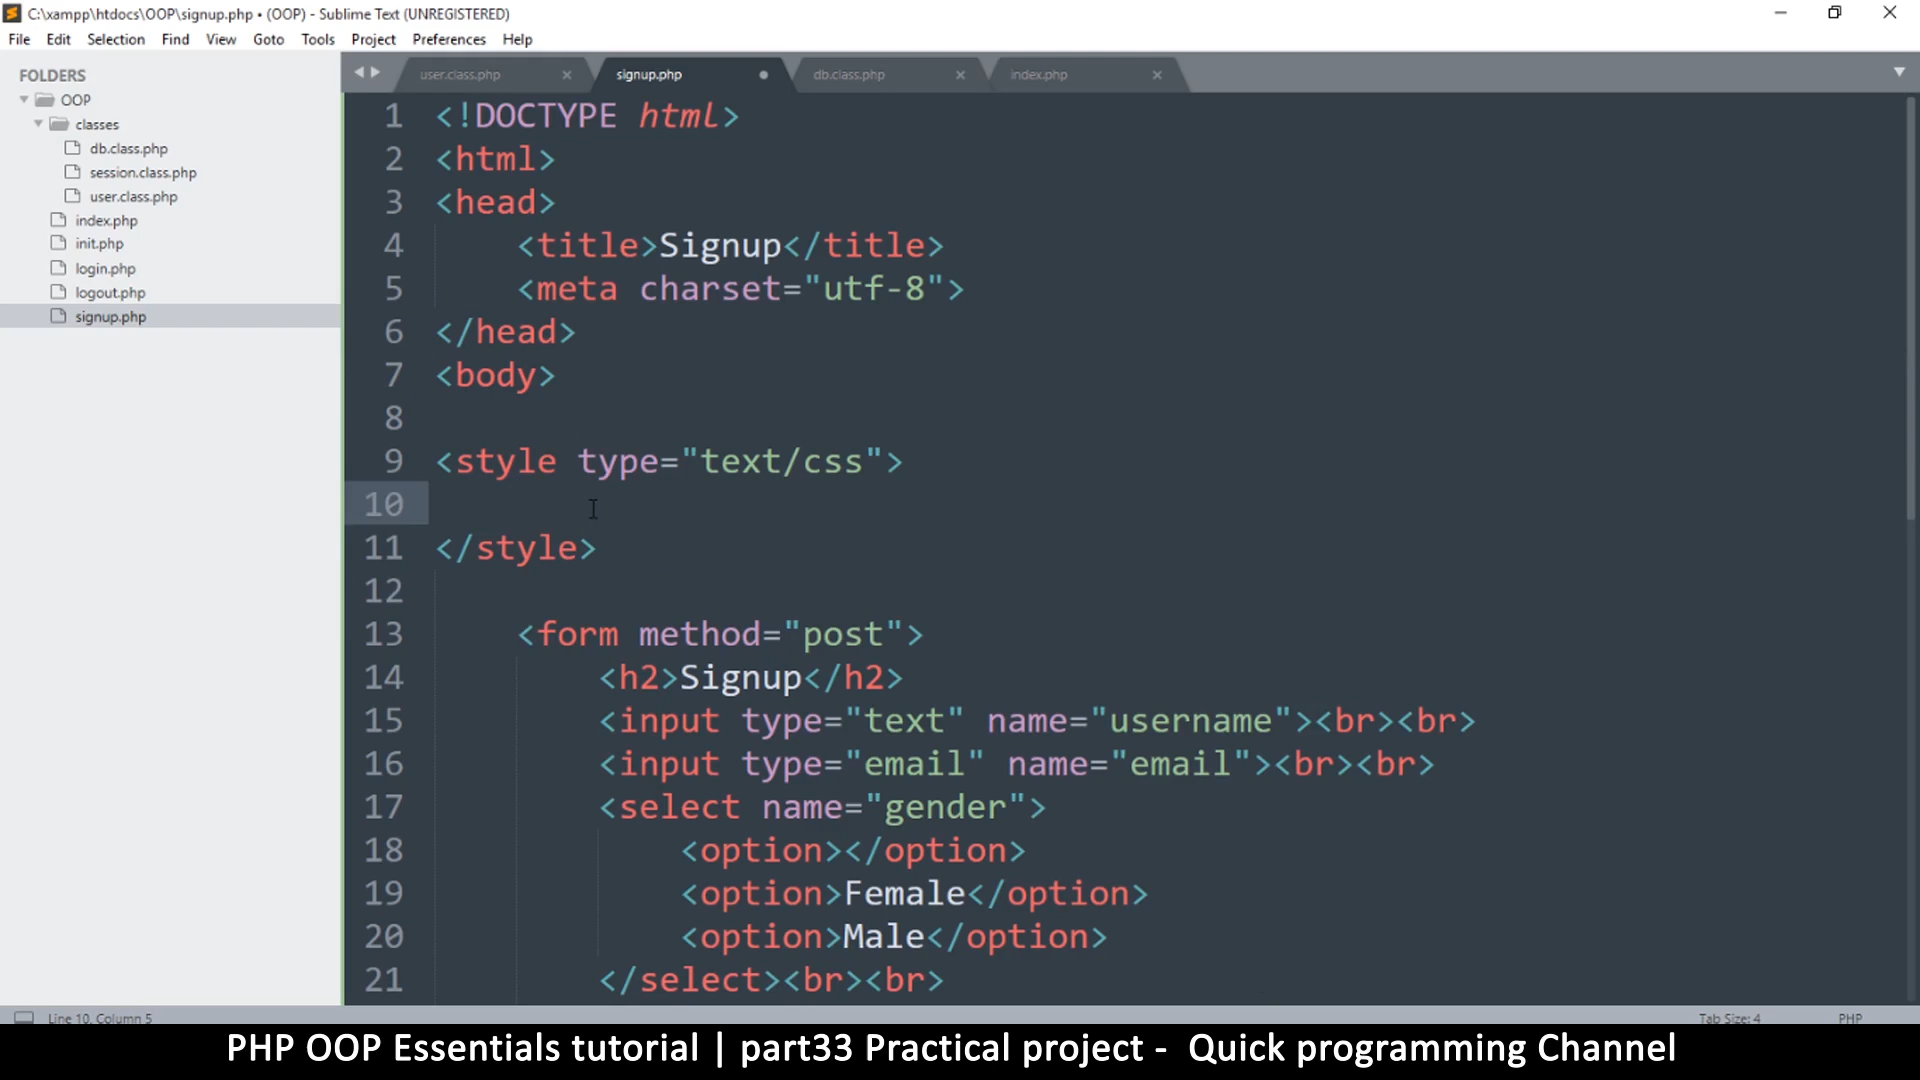 C:\xampp\htdocs\OOP\signup.php • (OOP) - Sublime Text (UNREGISTERED)
File Edit Selection Find View Goto Tools Project Preferences Help
FOLDERS
OOP
classes
db.class.php
session.class.php
user.class.php
index.php
init.php
login.php
logout.php
signup.php
user.class.php signup.php db.class.php index.php
1 <!DOCTYPE html>
2 <html>
3 <head>
4 <title>Signup</title>
5 <meta charset="utf-8">
6 </head>
7 <body>
8
9 <style type="text/css">
10
11 </style>
12
13 <form method="post">
14 <h2>Signup</h2>
15 <input type="text" name="username"><br><br>
16 <input type="email" name="email"><br><br>
17 <select name="gender">
18 <option></option>
19 <option>Female</option>
20 <option>Male</option>
21 </select><br><br>
Line 10, Column 5 Tab Size: 4 PHP
PHP OOP Essentials tutorial | part33 Practical project - Quick programming Channel